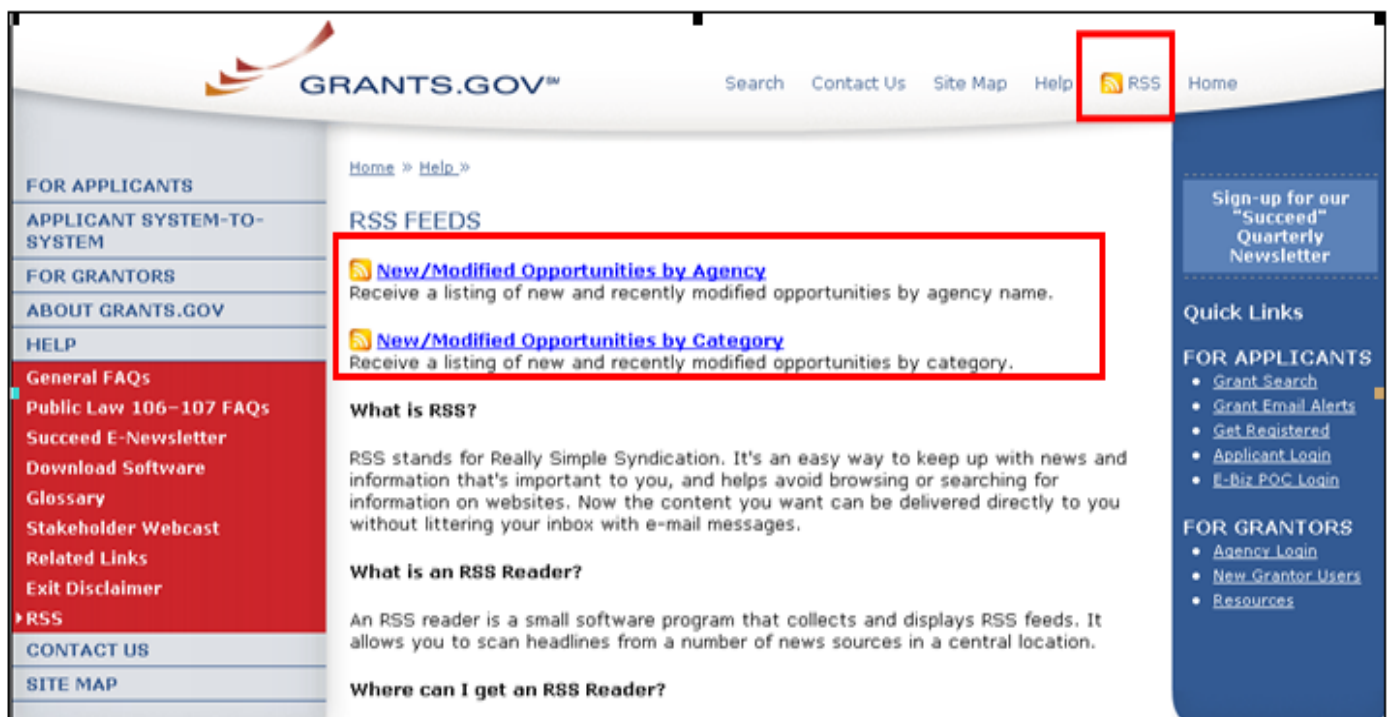 GRANTS.GOV℠
Search Contact Us Site Map Help RSS Home
FOR APPLICANTS
APPLICANT SYSTEM-TO-
SYSTEM
FOR GRANTORS
ABOUT GRANTS.GOV
HELP
General FAQs
Public Law 106–107 FAQs
Succeed E-Newsletter
Download Software
Glossary
Stakeholder Webcast
Related Links
Exit Disclaimer
RSS
CONTACT US
SITE MAP
Home » Help »
RSS FEEDS
New/Modified Opportunities by Agency
Receive a listing of new and recently modified opportunities by agency name.
New/Modified Opportunities by Category
Receive a listing of new and recently modified opportunities by category.
What is RSS?
RSS stands for Really Simple Syndication. It's an easy way to keep up with news and
information that's important to you, and helps avoid browsing or searching for
information on websites. Now the content you want can be delivered directly to you
without littering your inbox with e-mail messages.
What is an RSS Reader?
An RSS reader is a small software program that collects and displays RSS feeds. It
allows you to scan headlines from a number of news sources in a central location.
Where can I get an RSS Reader?
Sign-up for our
"Succeed"
Quarterly
Newsletter
Quick Links
FOR APPLICANTS
Grant Search
Grant Email Alerts
Get Registered
Applicant Login
E-Biz POC Login
FOR GRANTORS
Agency Login
New Grantor Users
Resources